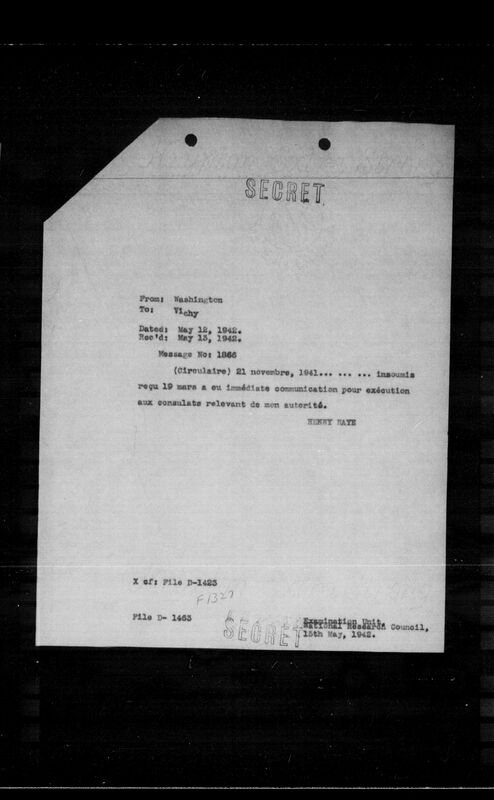 SECRET
From: Washington
To: Vichy
Dated: May 12, 1942.
Rec'd: May 13, 1942.
Message No: 1866
(Circulaire) 21 novembre, 1941... ... ... insoumis
reçu 19 mars a eu immédiate communication pour exécution
aux consulats relevant de mon autorité.
HENRY HAYE
X cf: File D-1423
F1327
File D- 1463
SECRET
Examination Unit,
National Research Council,
15th May, 1942.